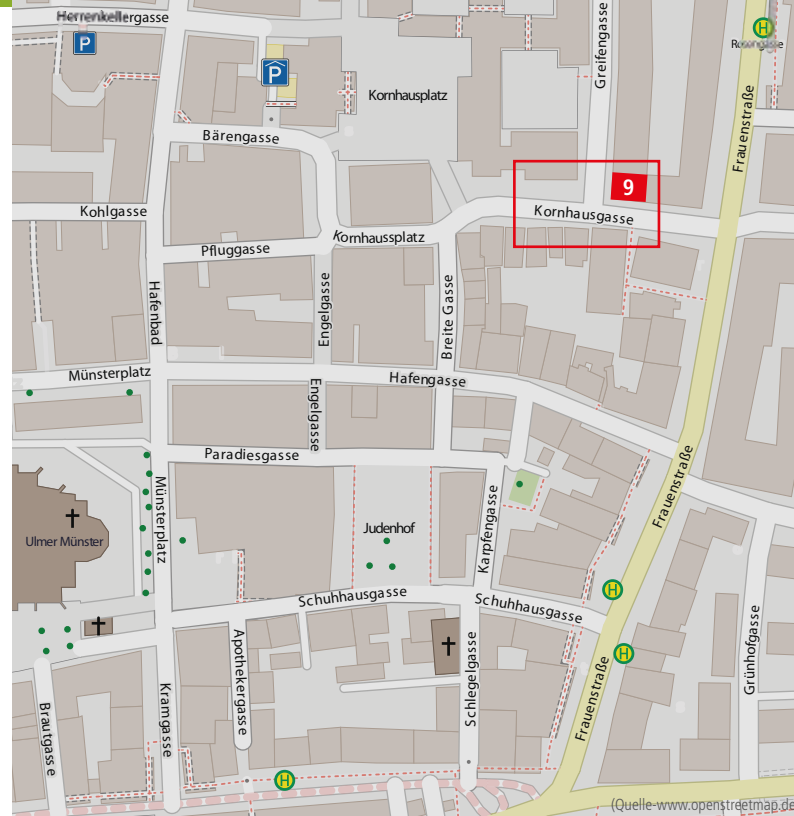 Herrenkellergasse
P
P
H
Rosengasse
Greifengasse
Kornhausplatz
Frauenstraße
Bärengasse
9
Kohlgasse
Kornhausgasse
Pfluggasse
Kornhaussplatz
Hafenbad
Engelgasse
Breite Gasse
Münsterplatz
Hafengasse
Engelgasse
Paradiesgasse
Münsterplatz
Karpfengasse
Frauenstraße
Ulmer Münster
Judenhof
H
Schuhhausgasse
Schuhhausgasse
Grünhofgasse
Apothekergasse
H
Schlegelgasse
Brautgasse
Kramgasse
Frauenstraße
H
(Quelle-www.openstreetmap.de